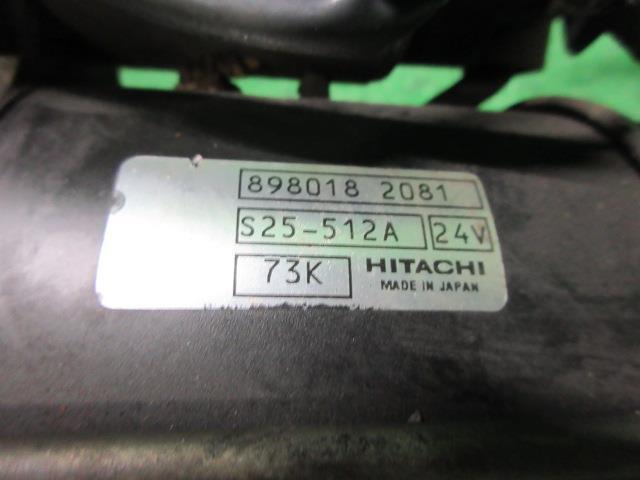 898018 2081
S25-512A 24V
73K HITACHI
MADE IN JAPAN